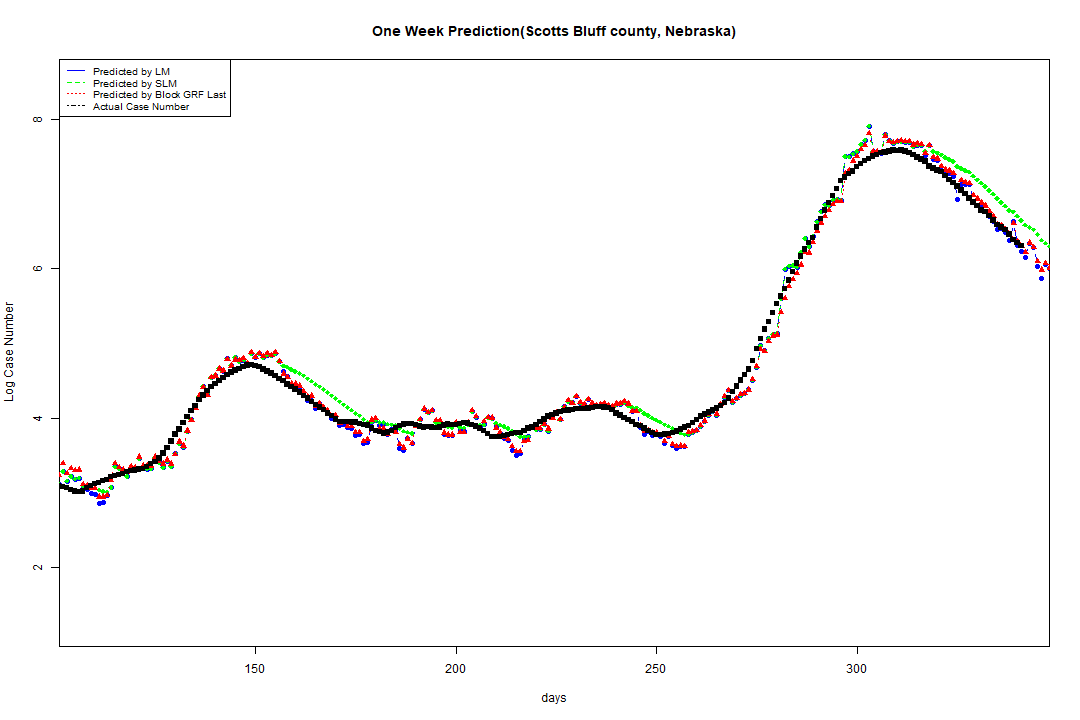 One Week Prediction(Scotts Bluff county, Nebraska)
Predicted by LM
Predicted by SLM
Predicted by Block GRF Last
Actual Case Number
8
6
4
2
Log Case Number
150 200 250 300
days